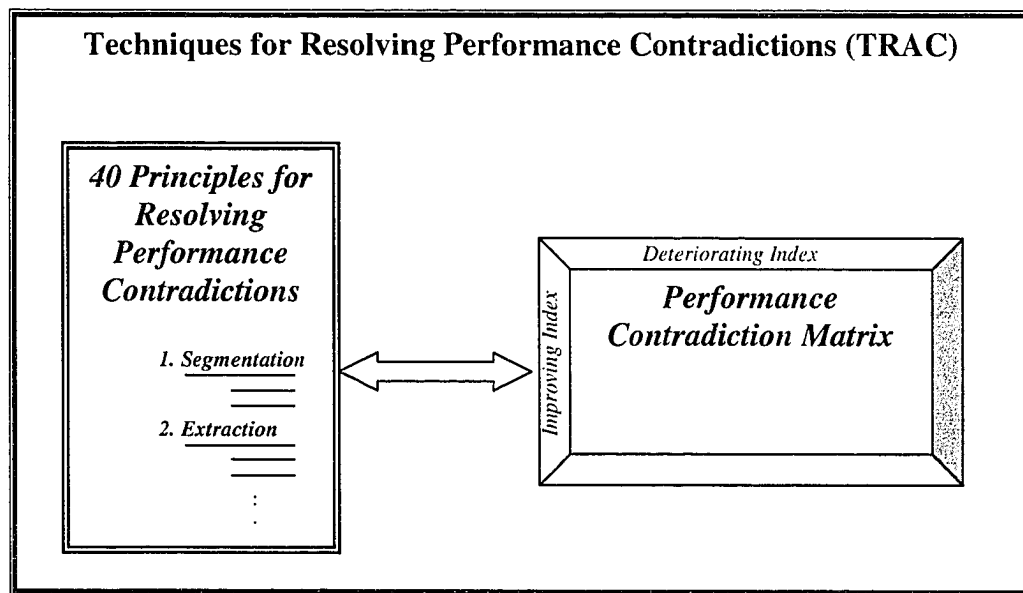 Techniques for Resolving Performance Contradictions (TRAC)
40 Principles for
Resolving
Performance
Contradictions
1. Segmentation
2. Extraction
Deteriorating Index
Improving Index
Performance
Contradiction Matrix